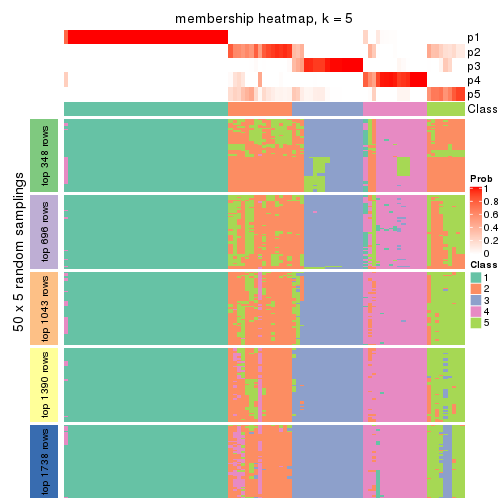 membership heatmap, k = 5
p1
p2
p3
p4
p5
Class
50 x 5 random samplings
top 348 rows
top 696 rows
top 1043 rows
top 1390 rows
top 1738 rows
Prob
1
0.8
0.6
0.4
0.2
0
Class
1
2
3
4
5